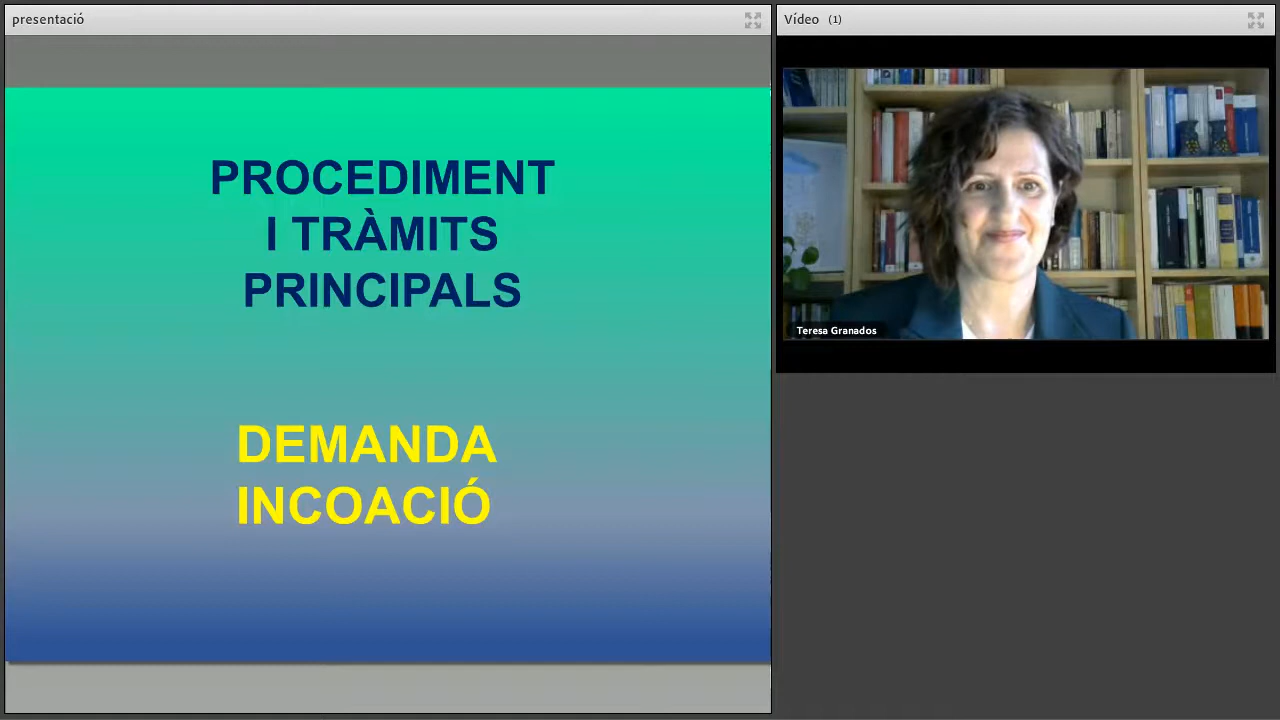 presentació
Vídeo (1)
PROCEDIMENT
I TRÀMITS
PRINCIPALS
DEMANDA
INCOACIÓ
Teresa Granados